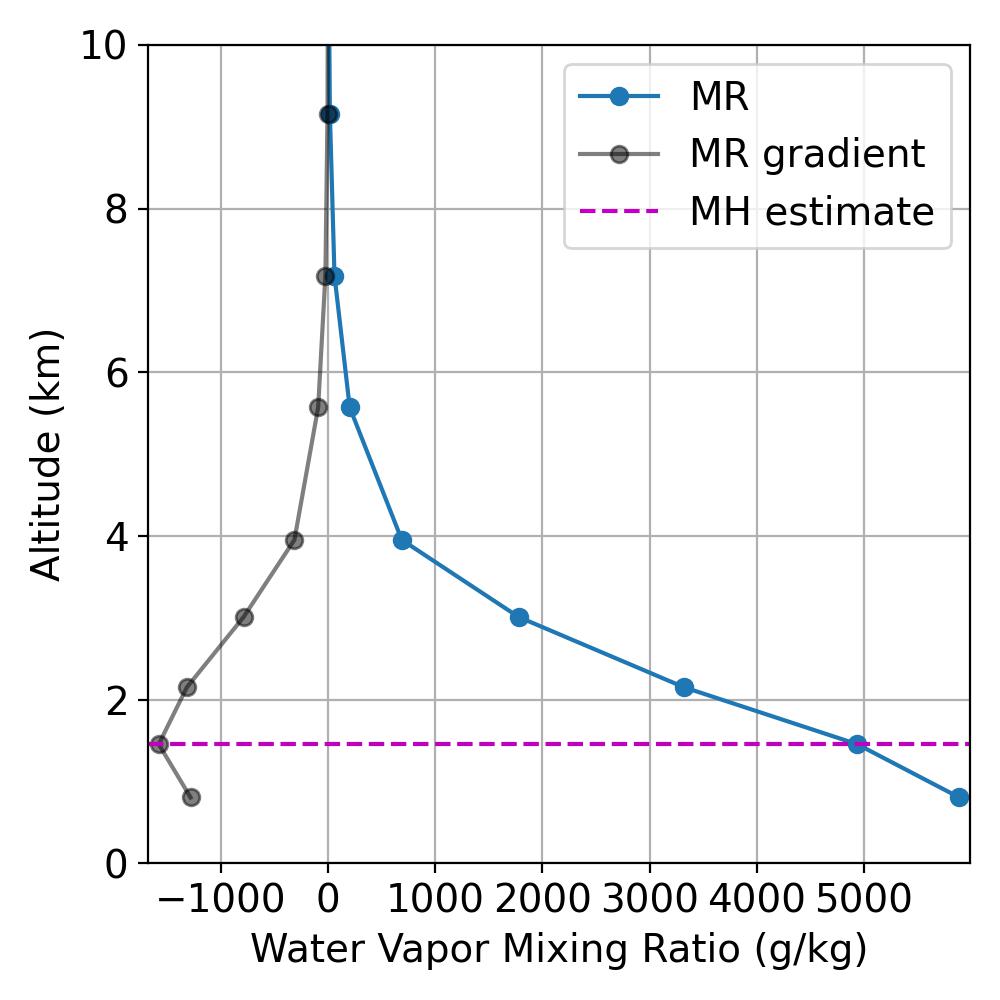 10
8
6
4
2
0
Altitude (km)
MR
MR gradient
MH estimate
−1000 0 1000 2000 3000 4000 5000
Water Vapor Mixing Ratio (g/kg)